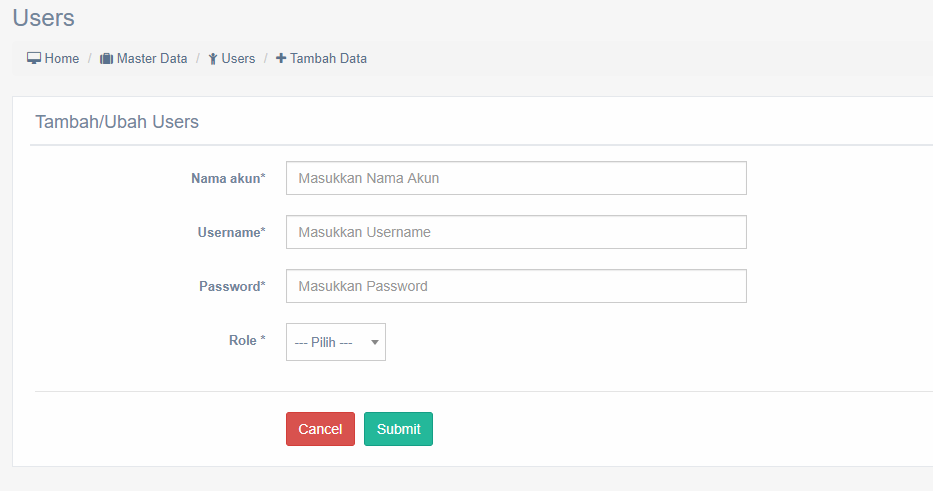 Users
Home / Master Data / Users / Tambah Data
Tambah/Ubah Users
Nama akun* Masukkan Nama Akun
Username* Masukkan Username
Password* Masukkan Password
Role * --- Pilih ---
Cancel Submit